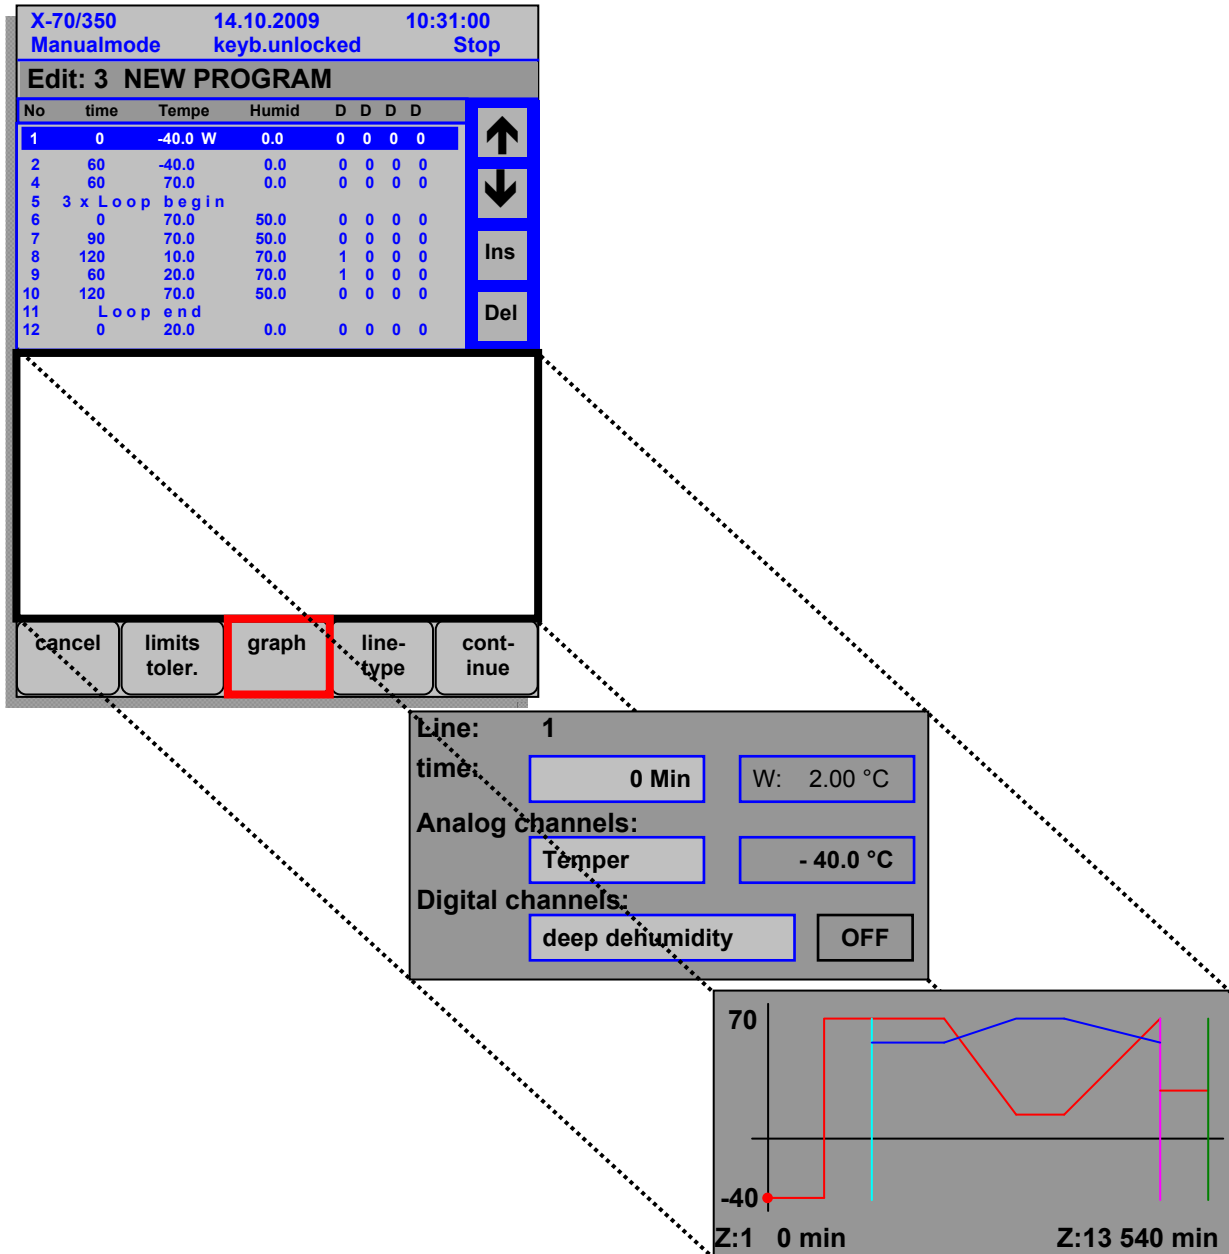 X-70/350 14.10.2009 10:31:00
Manualmode keyb.unlocked Stop
Edit: 3 NEW PROGRAM
No time Tempe Humid D D D D
1 0 -40.0 W 0.0 0 0 0 0
2 60 -40.0 0.0 0 0 0 0
4 60 70.0 0.0 0 0 0 0
5 3 x Loop begin
6 0 70.0 50.0 0 0 0 0
7 90 70.0 50.0 0 0 0 0
8 120 10.0 70.0 1 0 0 0
9 60 20.0 70.0 1 0 0 0
10 120 70.0 50.0 0 0 0 0
11 Loop end
12 0 20.0 0.0 0 0 0 0
Ins
Del
cancel
limits
toler.
graph
line-
type
cont-
inue
Line: 1
time: 0 Min W: 2.00 °C
Analog channels:
Temper - 40.0 °C
Digital channels:
deep dehumidity OFF
70
-40
Z:1 0 min Z:13 540 min